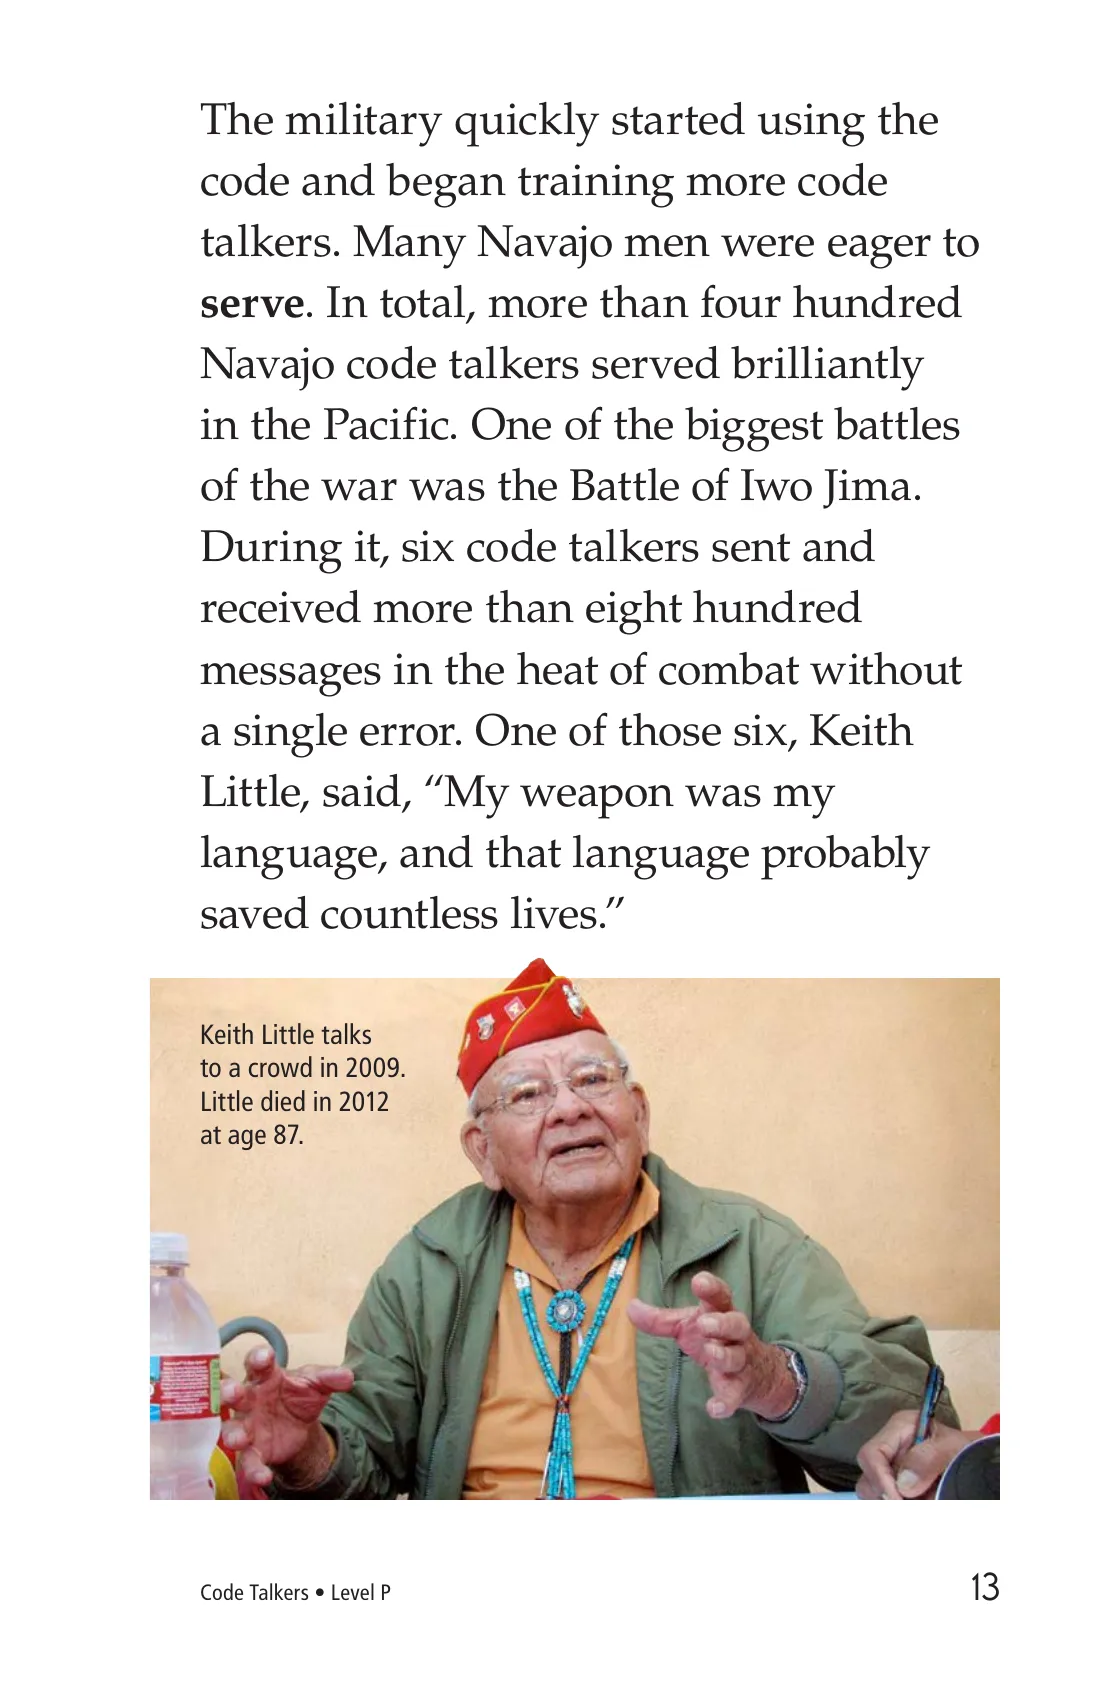 The military quickly started using the
code and began training more code
talkers. Many Navajo men were eager to
serve. In total, more than four hundred
Navajo code talkers served brilliantly
in the Pacific. One of the biggest battles
of the war was the Battle of Iwo Jima.
During it, six code talkers sent and
received more than eight hundred
messages in the heat of combat without
a single error. One of those six, Keith
Little, said, “My weapon was my
language, and that language probably
saved countless lives.”
Keith Little talks
to a crowd in 2009.
Little died in 2012
at age 87.
Code Talkers • Level P
13